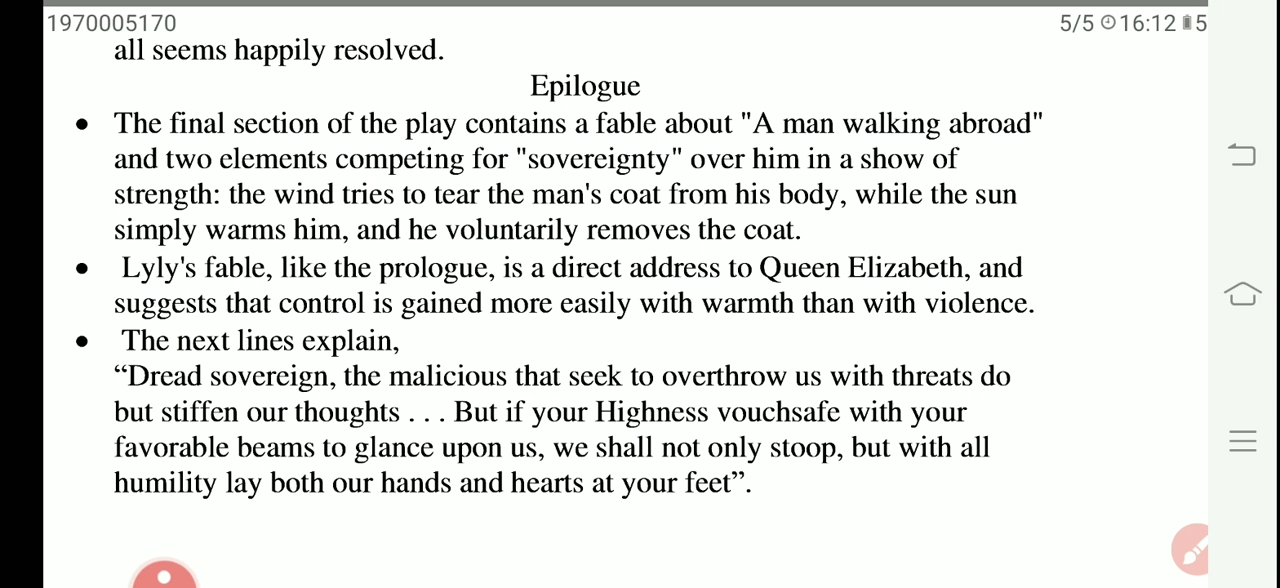 1970005170
5/5 16:12 5
all seems happily resolved.
Epilogue
• The final section of the play contains a fable about "A man walking abroad"
and two elements competing for "sovereignty" over him in a show of
strength: the wind tries to tear the man's coat from his body, while the sun
simply warms him, and he voluntarily removes the coat.
• Lyly's fable, like the prologue, is a direct address to Queen Elizabeth, and
suggests that control is gained more easily with warmth than with violence.
• The next lines explain,
“Dread sovereign, the malicious that seek to overthrow us with threats do
but stiffen our thoughts . . . But if your Highness vouchsafe with your
favorable beams to glance upon us, we shall not only stoop, but with all
humility lay both our hands and hearts at your feet”.